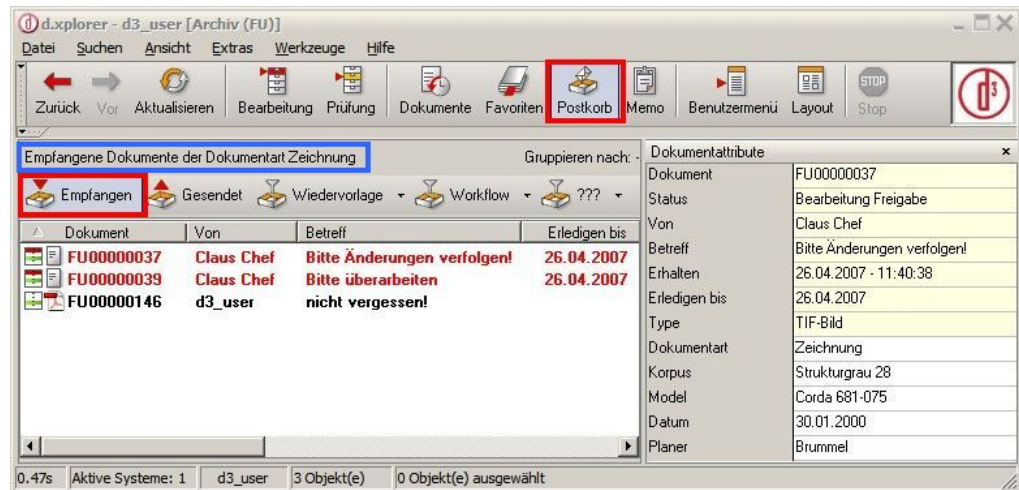 d.xplorer - d3_user [Archiv (FU)]
Datei Suchen Ansicht Extras Werkzeuge Hilfe
Zurück Vor Aktualisieren Bearbeitung Prüfung Dokumente Favoriten Postkorb Memo Benutzermenü Layout STOP Stop d3
Empfangene Dokumente der Dokumentart Zeichnung Gruppieren nach: -
Empfangen Gesendet Wiedervorlage Workflow ???
Dokument Von Betreff Erledigen bis
FU00000037 Claus Chef Bitte Änderungen verfolgen! 26.04.2007
FU00000039 Claus Chef Bitte überarbeiten 26.04.2007
FU00000146 d3_user nicht vergessen!
Dokumentattribute
Dokument FU00000037
Status Bearbeitung Freigabe
Von Claus Chef
Betreff Bitte Änderungen verfolgen!
Erhalten 26.04.2007 - 11:40:38
Erledigen bis 26.04.2007
Type TIF-Bild
Dokumentart Zeichnung
Korpus Strukturgrau 28
Model Corda 681-075
Datum 30.01.2000
Planer Brummel
0.47s Aktive Systeme: 1 d3_user 3 Objekt(e) 0 Objekt(e) ausgewählt